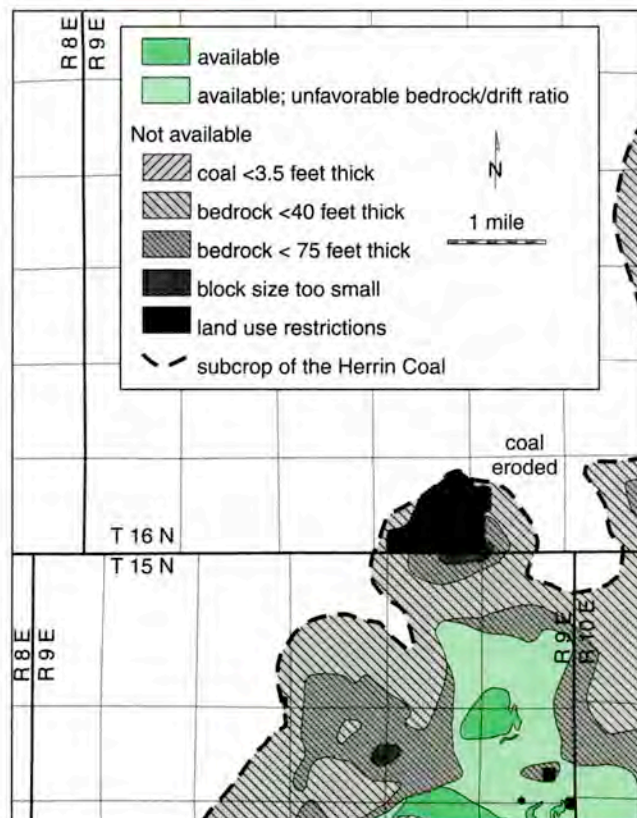 R 8 E
R 9 E
available
available; unfavorable bedrock/drift ratio
Not available
coal <3.5 feet thick
bedrock <40 feet thick
bedrock < 75 feet thick
block size too small
land use restrictions
subcrop of the Herrin Coal
N
1 mile
coal
eroded
T 16 N
T 15 N
R 8 E
R 9 E
R 9 E
R 10 E